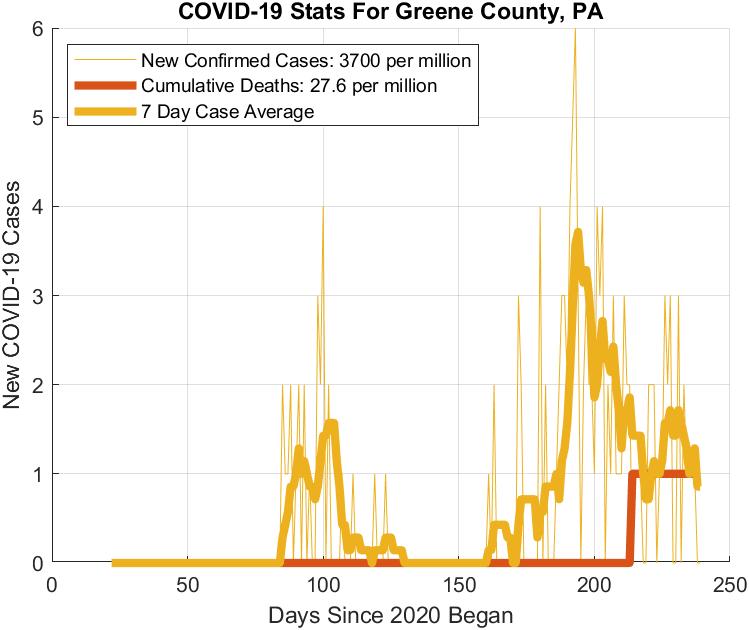 COVID-19 Stats For Greene County, PA
New Confirmed Cases: 3700 per million
Cumulative Deaths: 27.6 per million
7 Day Case Average
New COVID-19 Cases
6
5
4
3
2
1
0
0 50 100 150 200 250
Days Since 2020 Began